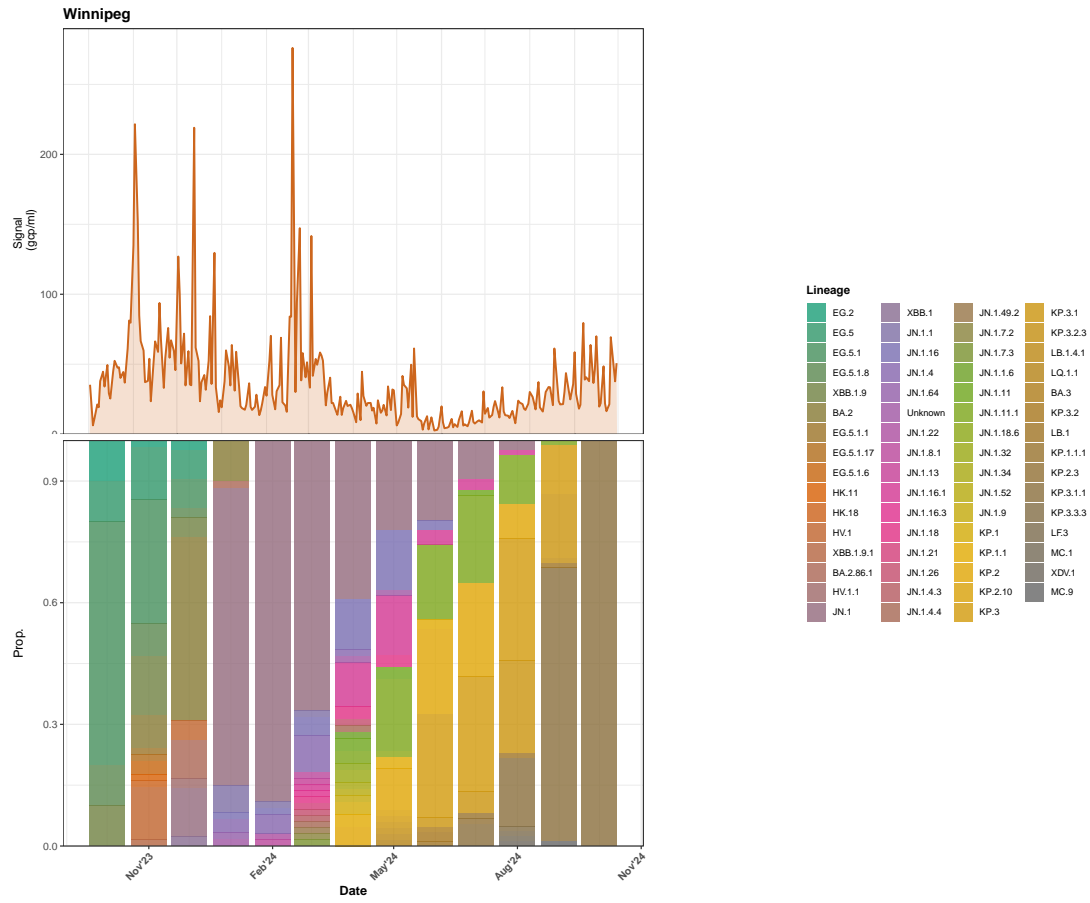 Winnipeg
200
100
0
Signal
(gcp/ml)
0.9
0.6
0.3
0.0
Prop.
Nov'23
Feb'24
May'24
Aug'24
Nov'24
Date
Lineage
EG.2
EG.5
EG.5.1
EG.5.1.8
XBB.1.9
BA.2
EG.5.1.1
EG.5.1.17
EG.5.1.6
HK.11
HK.18
HV.1
XBB.1.9.1
BA.2.86.1
HV.1.1
JN.1
XBB.1
JN.1.1
JN.1.16
JN.1.4
JN.1.64
Unknown
JN.1.22
JN.1.8.1
JN.1.13
JN.1.16.1
JN.1.16.3
JN.1.18
JN.1.21
JN.1.26
JN.1.4.3
JN.1.4.4
JN.1.49.2
JN.1.7.2
JN.1.7.3
JN.1.1.6
JN.1.11
JN.1.11.1
JN.1.18.6
JN.1.32
JN.1.34
JN.1.52
JN.1.9
KP.1
KP.1.1
KP.2
KP.2.10
KP.3
KP.3.1
KP.3.2.3
LB.1.4.1
LQ.1.1
BA.3
KP.3.2
LB.1
KP.1.1.1
KP.2.3
KP.3.1.1
KP.3.3.3
LF.3
MC.1
XDV.1
MC.9